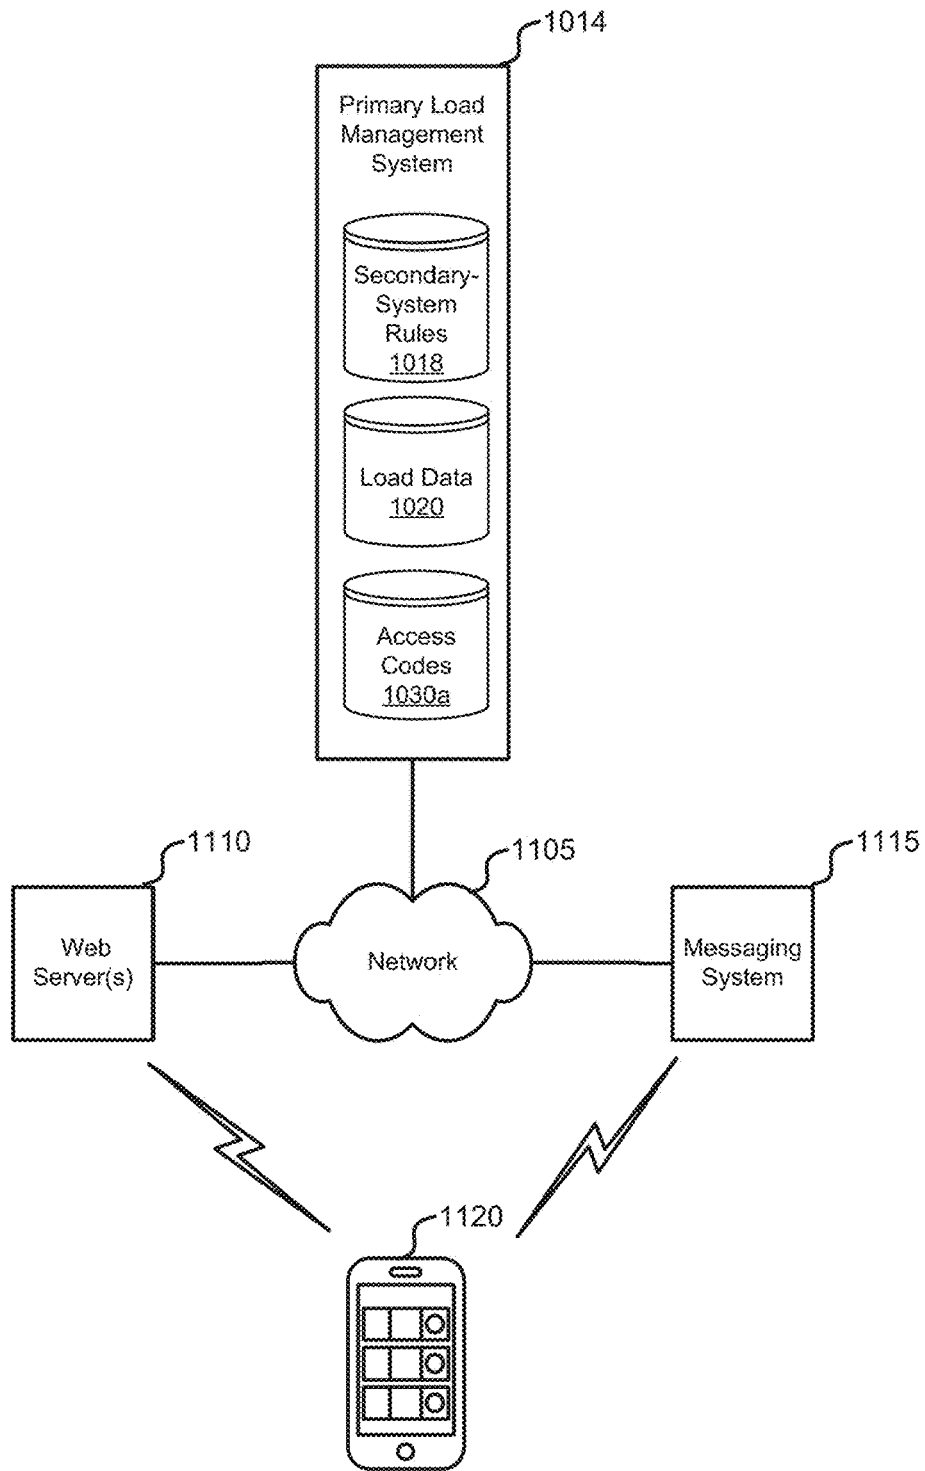 1014
Primary Load
Management
System
Secondary-
System
Rules
1018
Load Data
1020
Access
Codes
1030a
1110
1105
1115
Web
Server(s)
Network
Messaging
System
1120